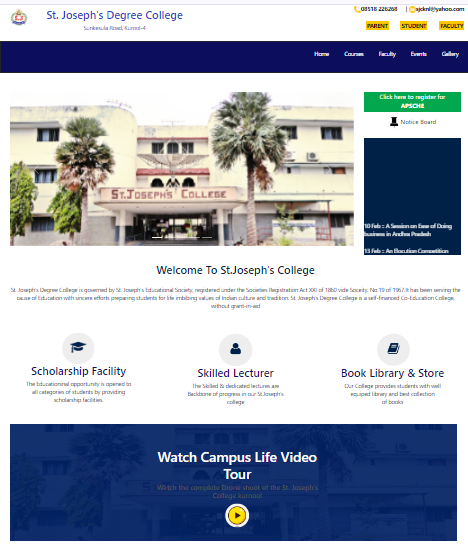 St. Joseph's Degree College
Sunkesula Road, Kurnool-4
08518 226268 | sjcknl@yahoo.com
PARENT STUDENT FACULTY
Home Courses Faculty Events Gallery
Click here to register for
APSCHE
Notice Board
ST.JOSEPH'S COLLEGE
10 Feb :: A Session on Ease of Doing
business in Andhra Pradesh
13 Feb :: An Elocution Competition
Welcome To St.Joseph's College
St. Joseph's Degree College is governed by St. Joseph's Educational Society, registered under the Societies Registration Act XXI of 1860 vide Society. No.19 of 1967.It has been serving the
cause of Education with sincere efforts preparing students for life imbibing values of Indian culture and tradition. St. Joseph's Degree College is a self-financed Co-Education College,
without grant-in-aid
Scholarship Facility
The Educationinal opportunity is opened to
all categories of students by providing
scholarship facilities
Skilled Lecturer
The Skilled & dedicated lectures are
Backbone of progress in our St.Joseph's
college
Book Library & Store
Our College provides students with well
equiped library and best collection
of books
Watch Campus Life Video
Tour
Watch the complete Drone shoot of the St. Joseph's
College kurnool